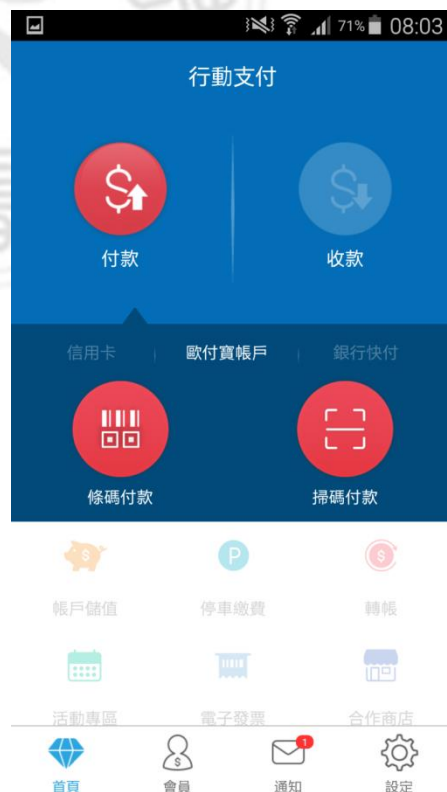 71% 08:03
行動支付
付款 收款
信用卡 歐付寶帳戶 銀行快付
條碼付款 掃碼付款
帳戶儲值 停車繳費 轉帳
活動專區 電子發票 合作商店
1
首頁 會員 通知 設定